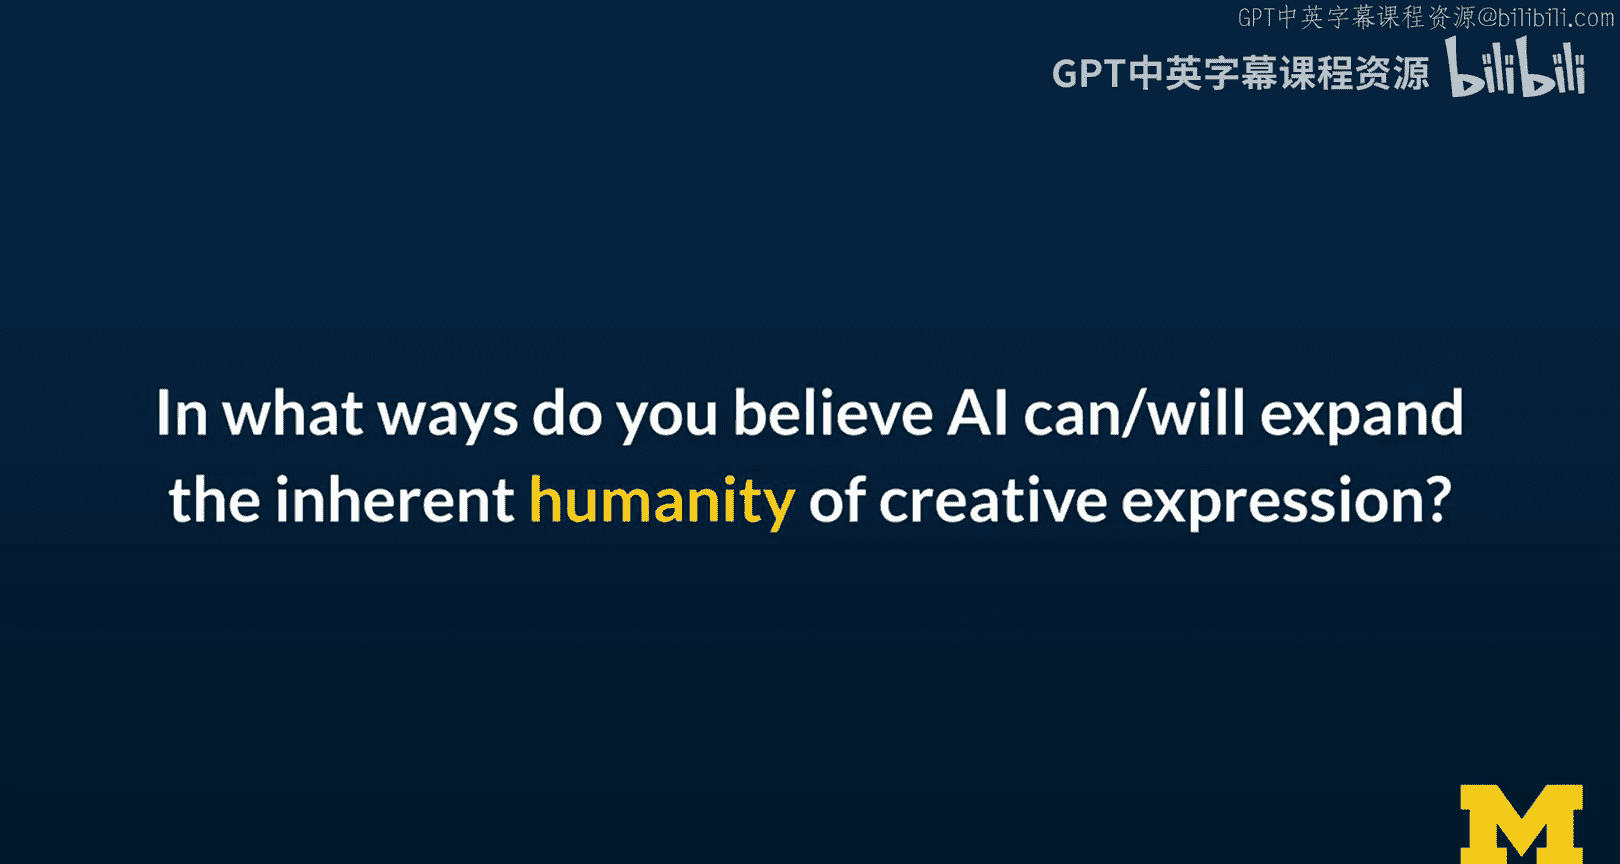 GPT中英字幕课程资源@bilibili.com
GPT中英字幕课程资源 bilibili
In what ways do you believe AI can/will expand
the inherent humanity of creative expression?
M